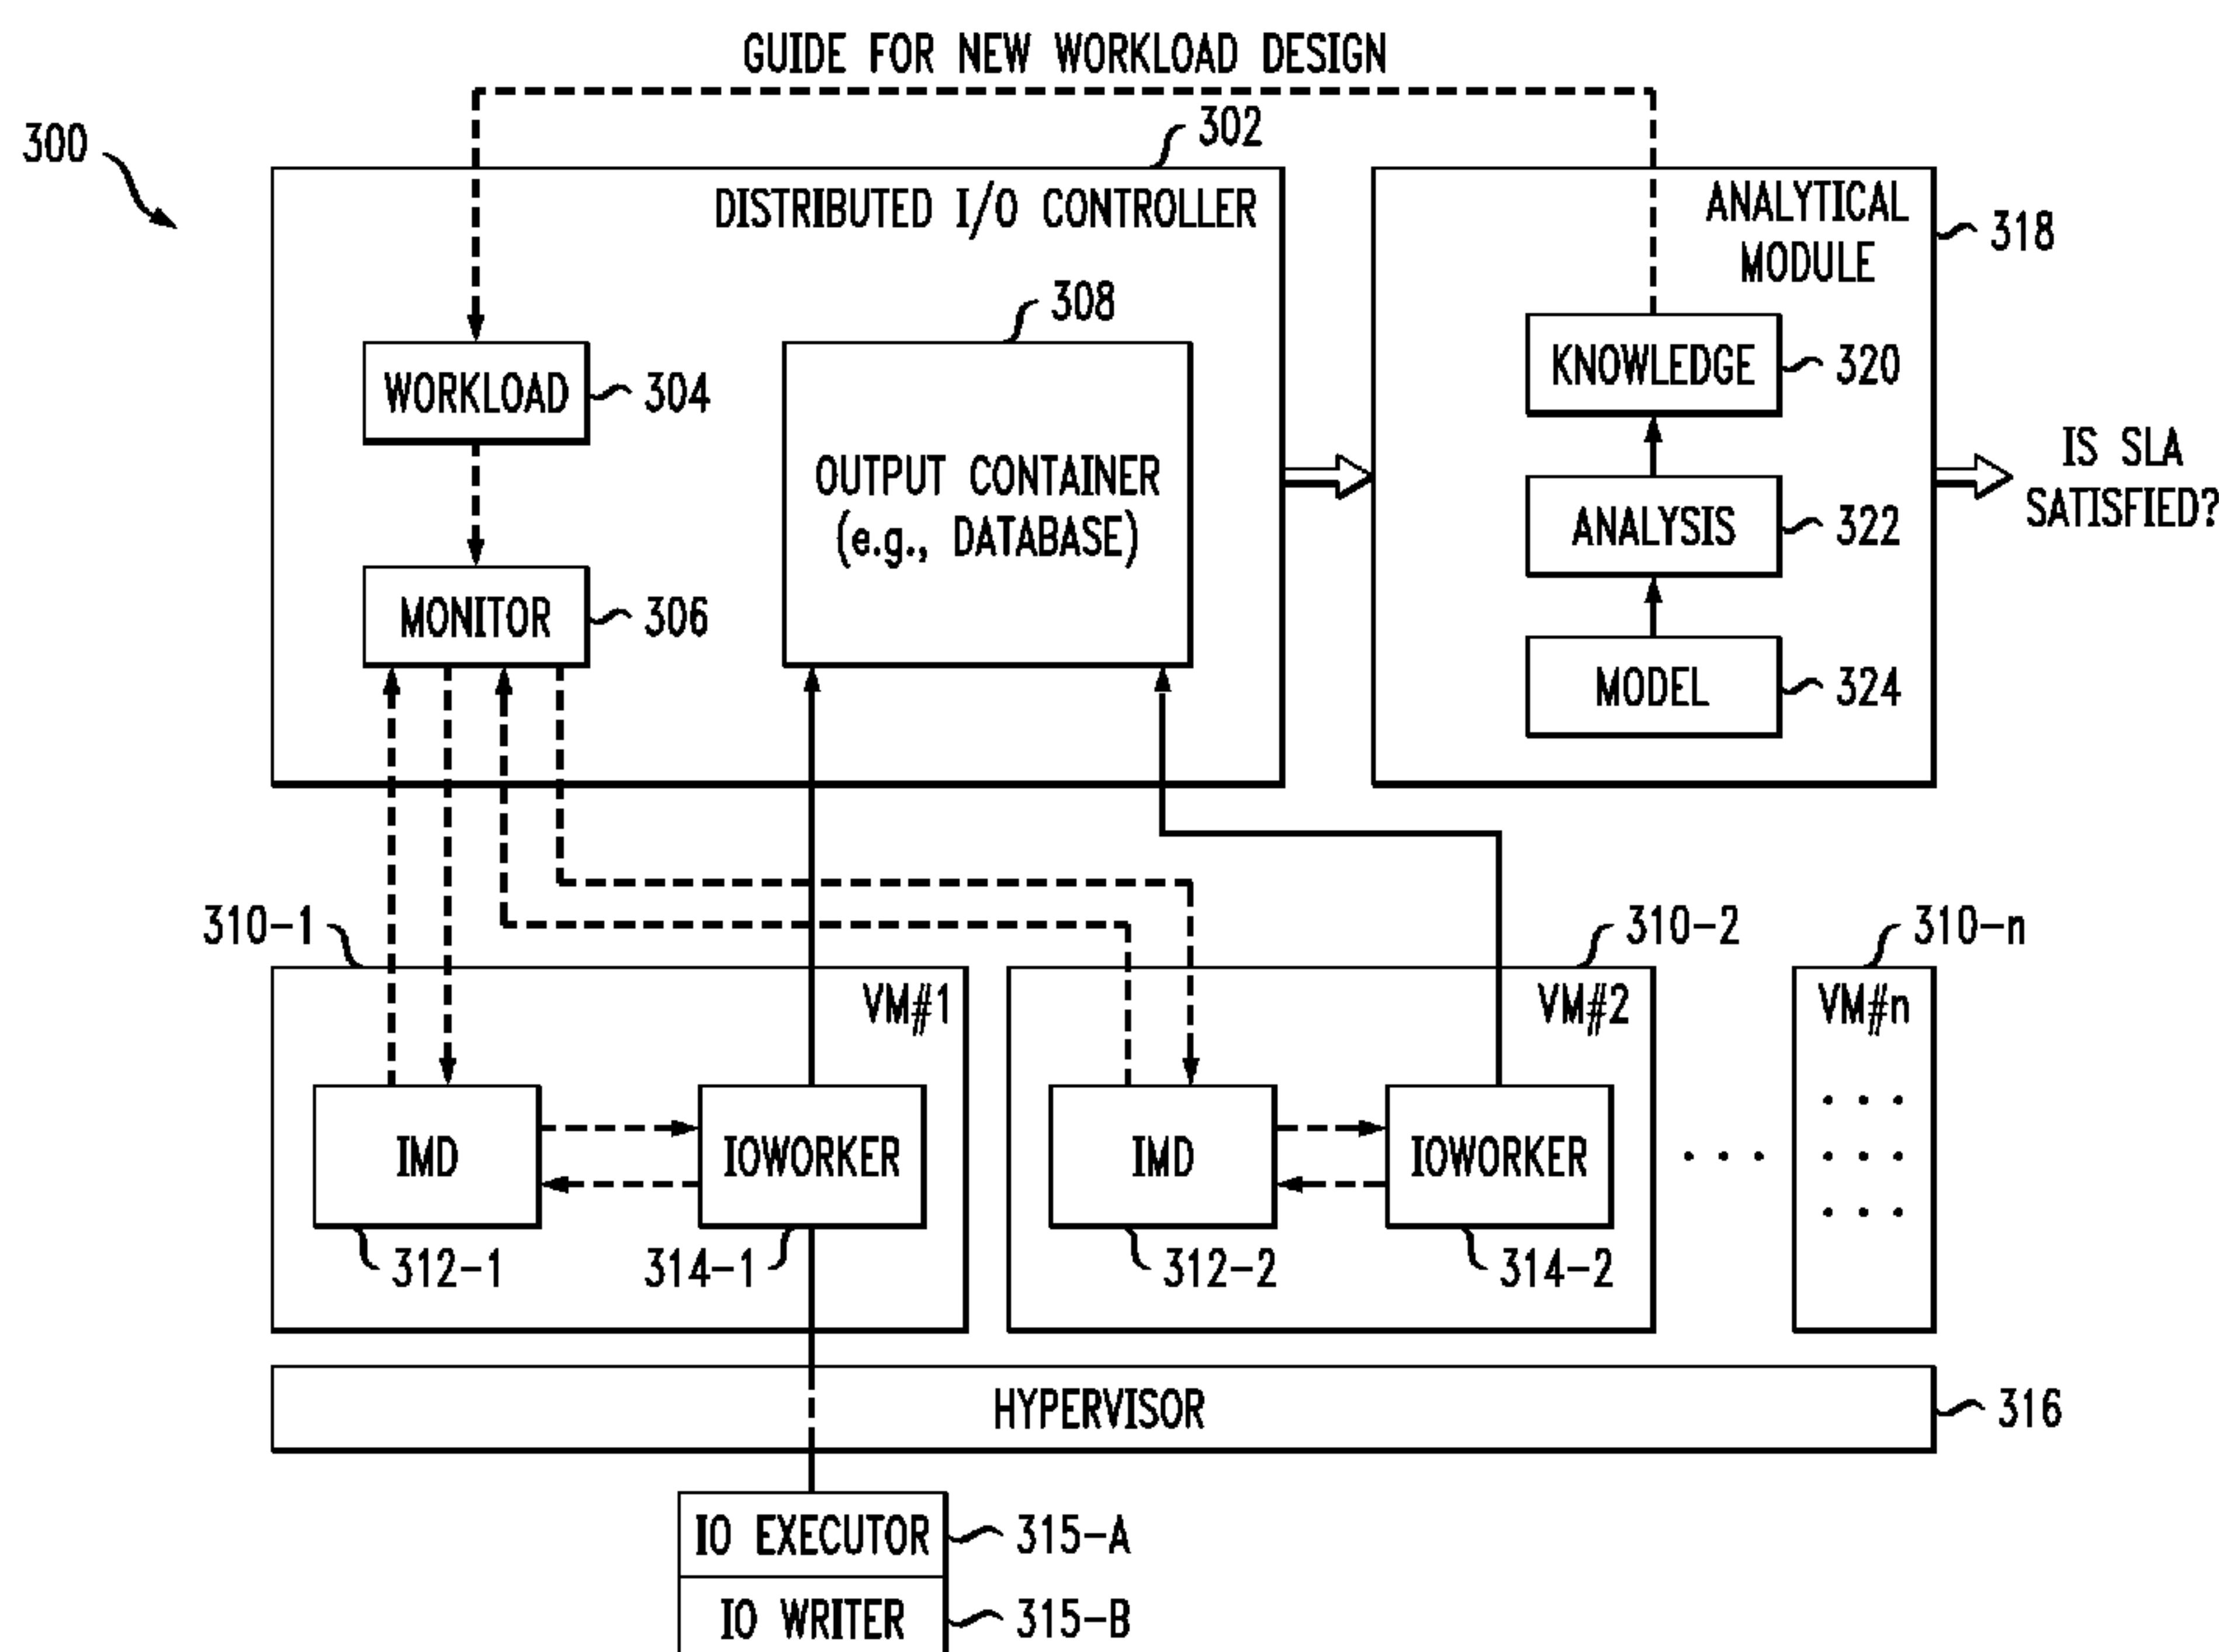 GUIDE FOR NEW WORKLOAD DESIGN
300
302
DISTRIBUTED I/O CONTROLLER
ANALYTICAL
MODULE
318
308
WORKLOAD
304
OUTPUT CONTAINER
(e.g., DATABASE)
KNOWLEDGE
320
IS SLA
SATISFIED?
ANALYSIS
322
MONITOR
306
MODEL
324
310-1
310-2
310-n
VM#1
VM#2
VM#n
IMD
IOWORKER
IMD
IOWORKER
312-1
314-1
312-2
314-2
HYPERVISOR
316
IO EXECUTOR
315-A
IO WRITER
315-B